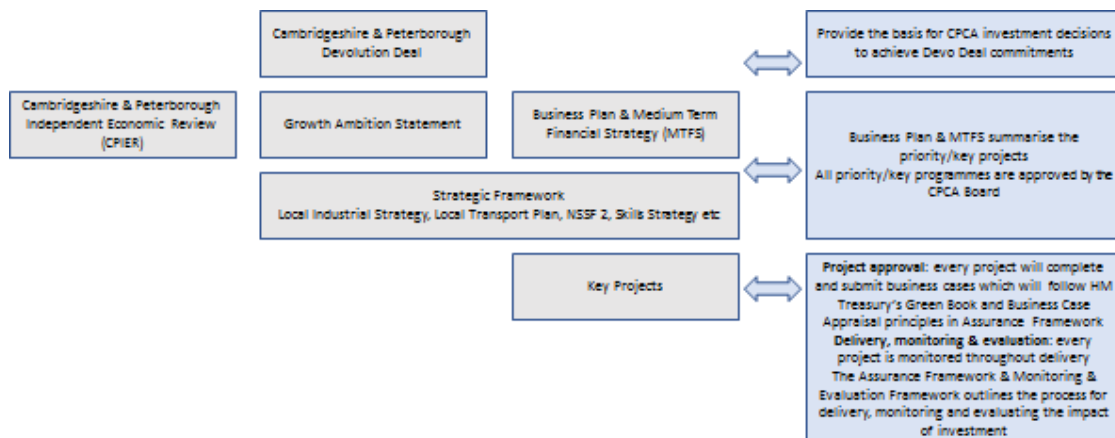 Cambridgeshire & Peterborough
Devolution Deal
Provide the basis for CPCA investment decisions
to achieve Devo Deal commitments
Cambridgeshire & Peterborough
Independent Economic Review
(CPIER)
Growth Ambition Statement
Business Plan & Medium Term
Financial Strategy (MTFS)
Business Plan & MTFS summarise the
priority/key projects
All priority/key programmes are approved by the
CPCA Board
Strategic Framework
Local Industrial Strategy, Local Transport Plan, NSSF 2, Skills Strategy etc
Key Projects
Project approval: every project will complete
and submit business cases which will follow HM
Treasury's Green Book and Business Case
Appraisal principles in Assurance Framework
Delivery, monitoring & evaluation: every
project is monitored throughout delivery
The Assurance Framework & Monitoring &
Evaluation Framework outlines the process for
delivery, monitoring and evaluating the impact
of investment